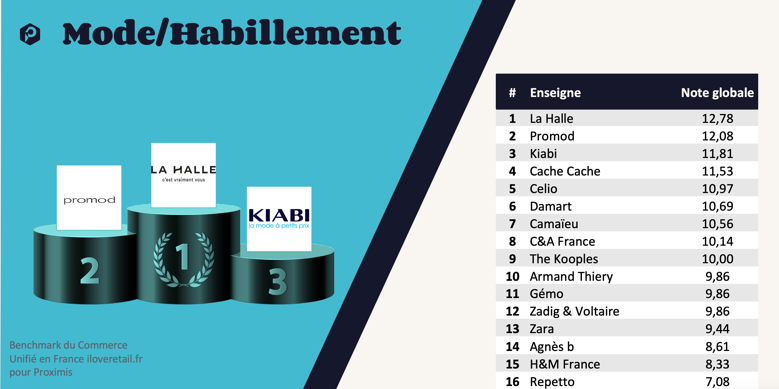 Mode/Habillement
promod
LA HALLE
c'est vraiment vous
KIABI
la mode à petits prix
2
1
3
Benchmark du Commerce
Unifié en France iloveretail.fr
pour Proximis
# Enseigne Note globale
1 La Halle 12,78
2 Promod 12,08
3 Kiabi 11,81
4 Cache Cache 11,53
5 Celio 10,97
6 Damart 10,69
7 Camaïeu 10,56
8 C&A France 10,14
9 The Kooples 10,00
10 Armand Thiery 9,86
11 Gémo 9,86
12 Zadig & Voltaire 9,86
13 Zara 9,44
14 Agnès b 8,61
15 H&M France 8,33
16 Repetto 7,08